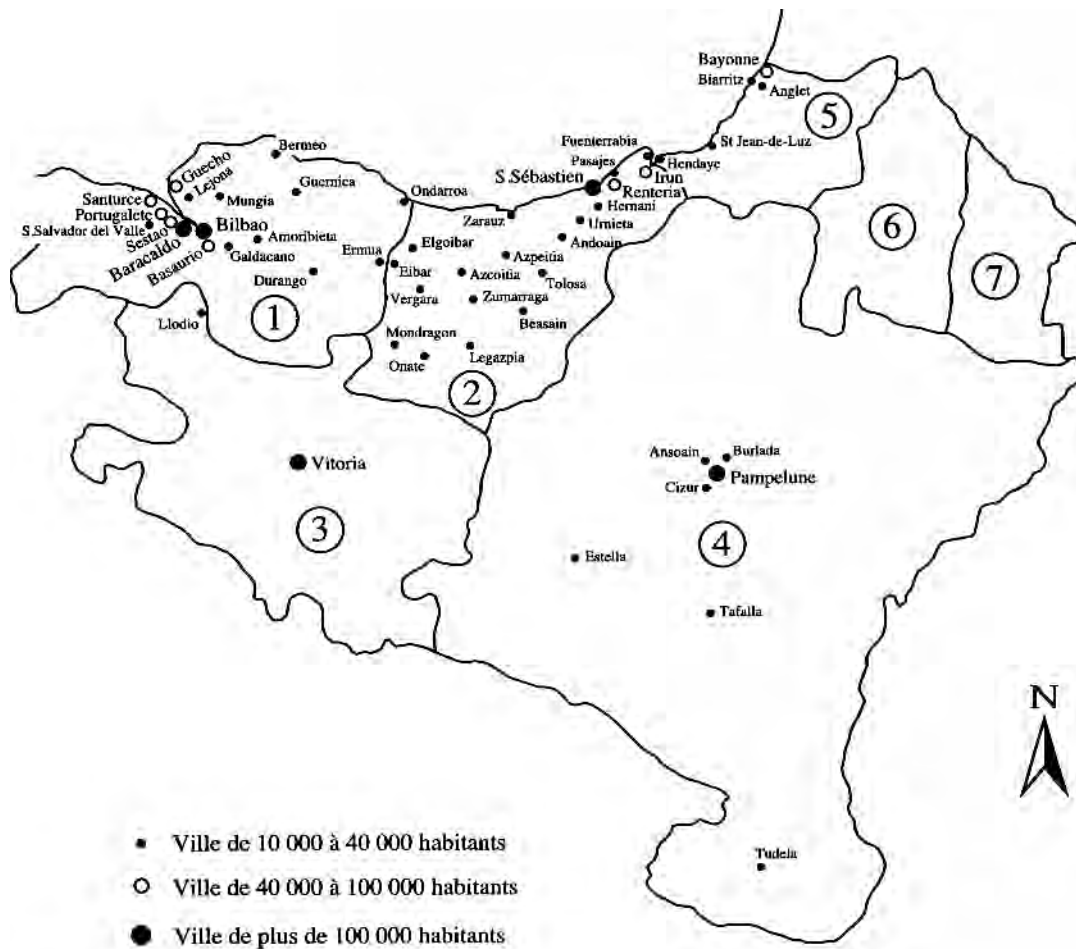 Bayonne
Biarritz
Anglet
5
St Jean-de-Luz
Fuenterrabia
Hendaye
Pasajes
Irun
S.Sébastien
Renteria
Hernani
Urnieta
Andoain
Zarauz
Ondarroa
Bermeo
Guecho
Lejona
Guernica
Mungia
Santurce
Portugalete
S.Salvador del Valle
Sestao
Bilbao
Baracaldo
Basaurio
Galdacano
Amoribieta
Durango
1
Llodio
Ermua
Elgoibar
Eibar
Vergara
Azpeitia
Azcoitia
Tolosa
Zumarraga
Beasain
Mondragon
Onate
Legazpia
2
6
7
Vitoria
3
Ansoain
Burlada
Pampelune
Cizur
4
Estella
Tafalla
Tudela
N
Ville de 10 000 à 40 000 habitants
Ville de 40 000 à 100 000 habitants
Ville de plus de 100 000 habitants